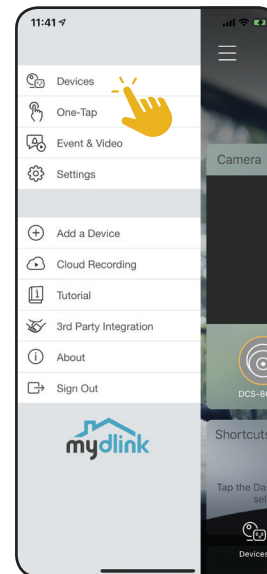 11:41
Devices
One-Tap
Event & Video
Settings
Add a Device
Cloud Recording
Tutorial
3rd Party Integration
About
Sign Out
mydlink
Camera
Shortcuts
Tap the
Devices